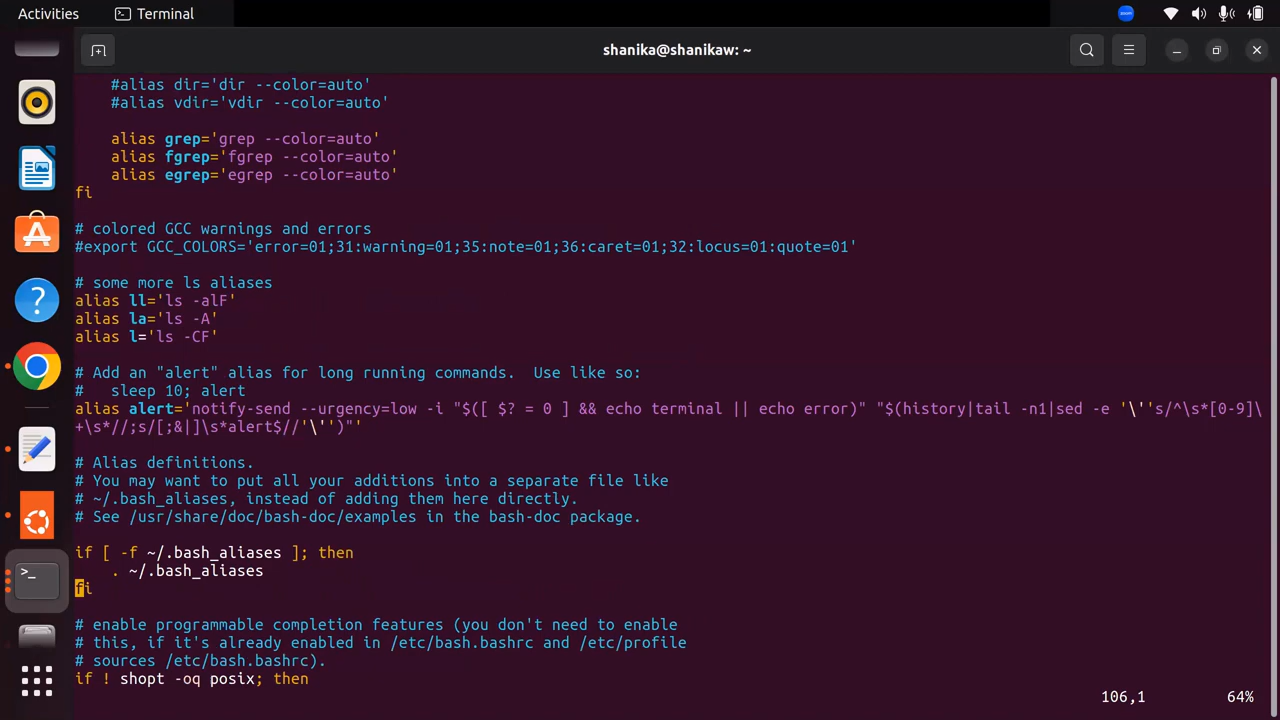 Activities
Terminal
shanika@shanikaw: ~
#alias dir='dir --color=auto'
#alias vdir='vdir --color=auto'
alias grep='grep --color=auto'
alias fgrep='fgrep --color=auto'
alias egrep='egrep --color=auto'
fi
# colored GCC warnings and errors
#export GCC_COLORS='error=01;31:warning=01;35:note=01;36:caret=01;32:locus=01:quote=01'
# some more ls aliases
alias ll='ls -alF'
alias la='ls -A'
alias l='ls -CF'
# Add an "alert" alias for long running commands.  Use like so:
#   sleep 10; alert
alias alert='notify-send --urgency=low -i "$([ $? = 0 ] && echo terminal || echo error)" "$(history|tail -n1|sed -e '\''s/^\s*[0-9]\
+\s*//;s/[;&|]\s*alert$//'\'')"'
# Alias definitions.
# You may want to put all your additions into a separate file like
# ~/.bash_aliases, instead of adding them here directly.
# See /usr/share/doc/bash-doc/examples in the bash-doc package.
if [ -f ~/.bash_aliases ]; then
. ~/.bash_aliases
fi
# enable programmable completion features (you don't need to enable
# this, if it's already enabled in /etc/bash.bashrc and /etc/profile
# sources /etc/bash.bashrc).
if ! shopt -oq posix; then
106,1 64%